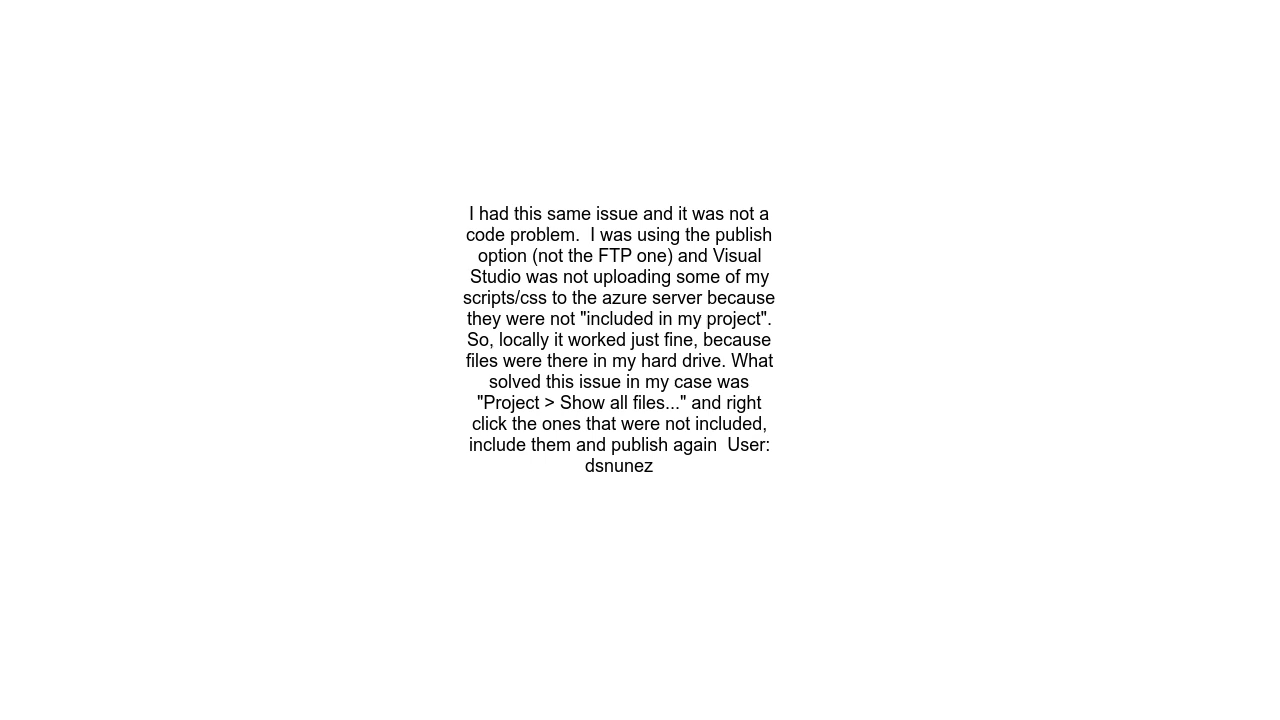 I had this same issue and it was not a
code problem.  I was using the publish
option (not the FTP one) and Visual
Studio was not uploading some of my
scripts/css to the azure server because
they were not "included in my project".
So, locally it worked just fine, because
files were there in my hard drive. What
solved this issue in my case was
"Project > Show all files..." and right
click the ones that were not included,
include them and publish again  User:
dsnunez